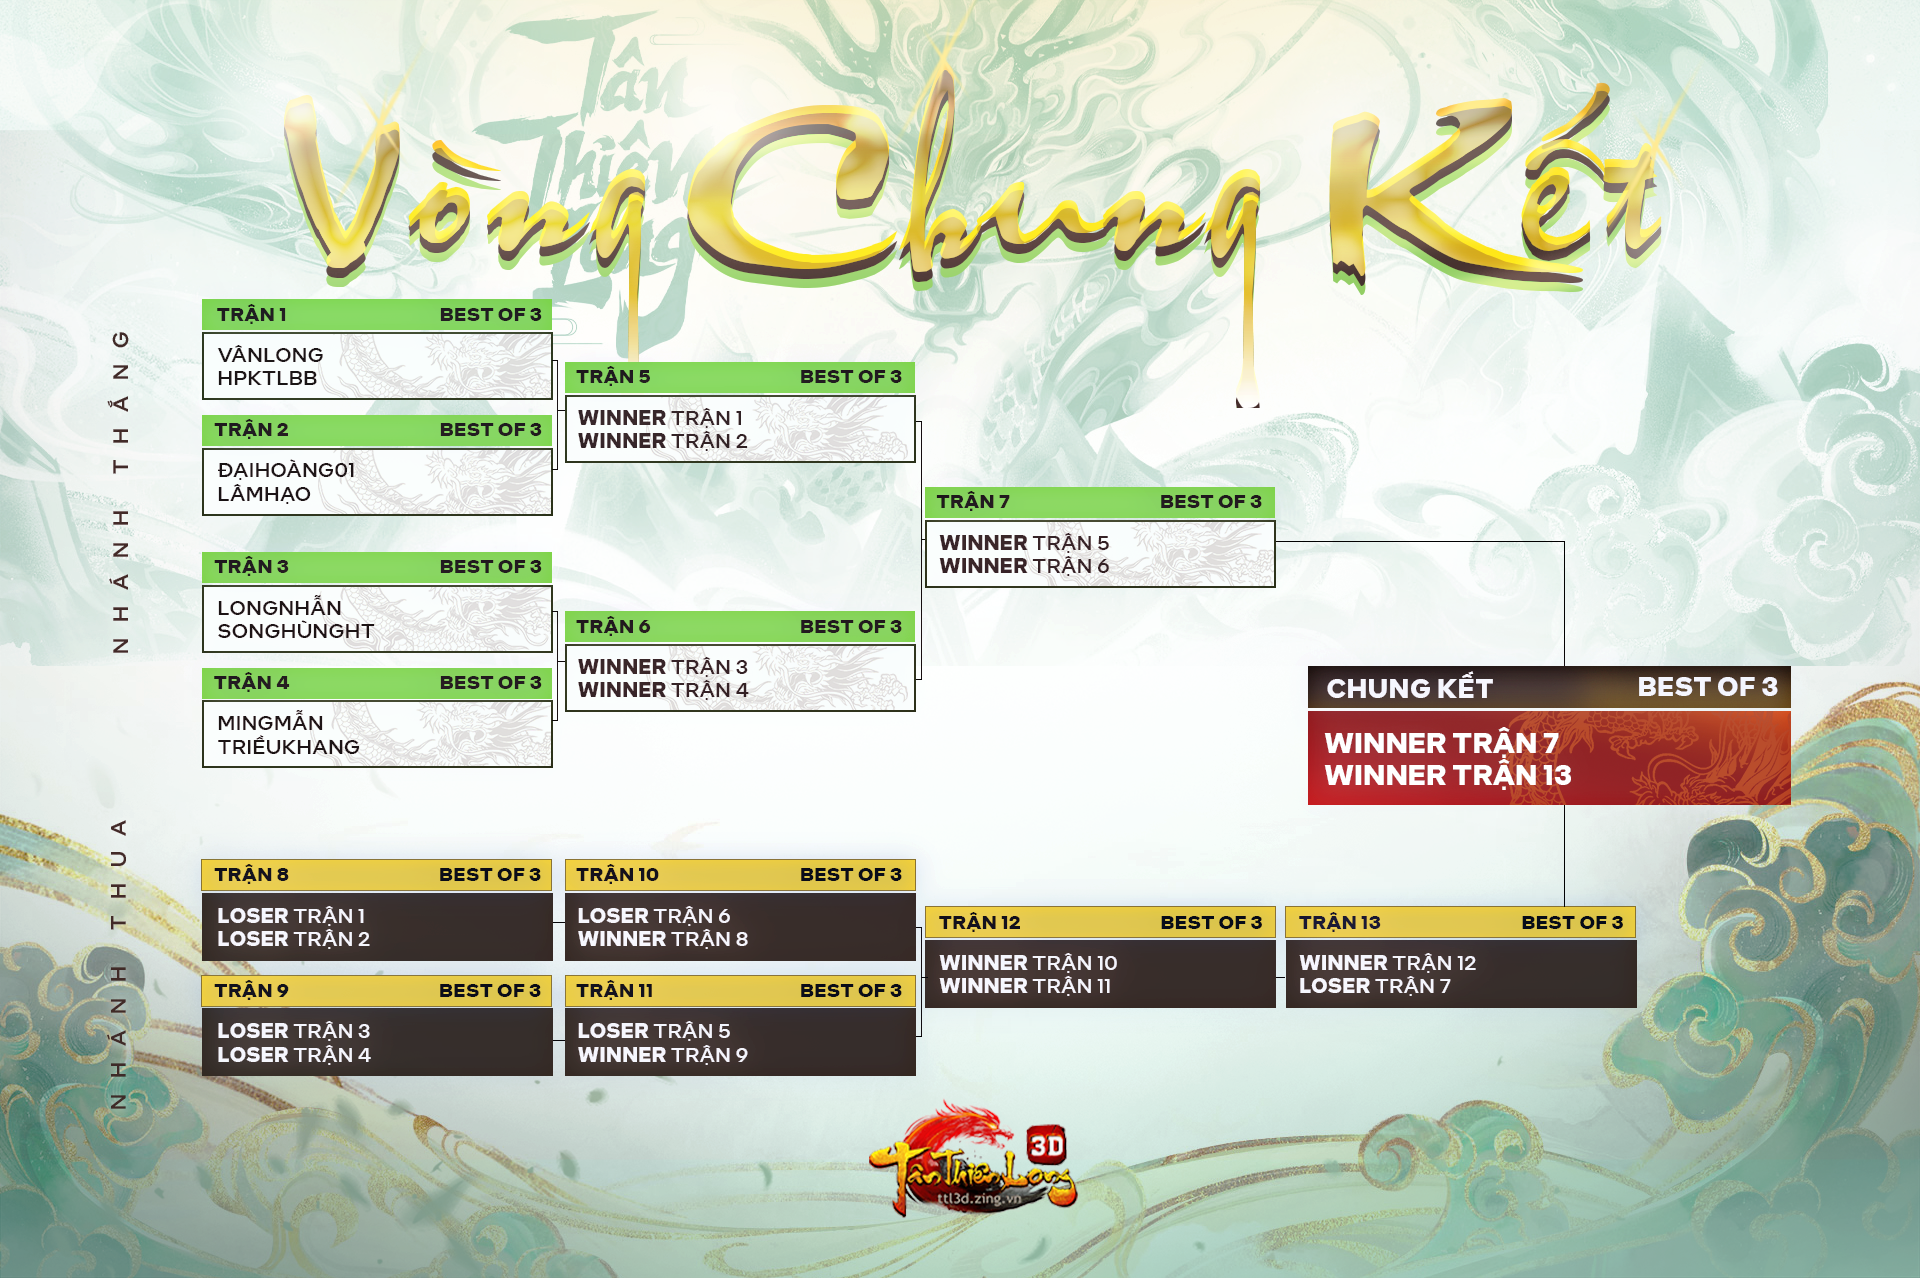 Tân
Thiên
Long
Vòng Chung Kết
NHÁNH THẮNG
TRẬN 1 BEST OF 3
VÂNLONG
HPKTLBB
TRẬN 2 BEST OF 3
ĐẠIHOÀNG01
LÂMHẠO
TRẬN 3 BEST OF 3
LONGNHẪN
SONGHÙNGHT
TRẬN 4 BEST OF 3
MINGMẪN
TRIỀUKHANG
TRẬN 5 BEST OF 3
WINNER TRẬN 1
WINNER TRẬN 2
TRẬN 6 BEST OF 3
WINNER TRẬN 3
WINNER TRẬN 4
TRẬN 7 BEST OF 3
WINNER TRẬN 5
WINNER TRẬN 6
CHUNG KẾT BEST OF 3
WINNER TRẬN 7
WINNER TRẬN 13
NHÁNH THUA
TRẬN 8 BEST OF 3
LOSER TRẬN 1
LOSER TRẬN 2
TRẬN 9 BEST OF 3
LOSER TRẬN 3
LOSER TRẬN 4
TRẬN 10 BEST OF 3
LOSER TRẬN 6
WINNER TRẬN 8
TRẬN 11 BEST OF 3
LOSER TRẬN 5
WINNER TRẬN 9
TRẬN 12 BEST OF 3
WINNER TRẬN 10
WINNER TRẬN 11
TRẬN 13 BEST OF 3
WINNER TRẬN 12
LOSER TRẬN 7
3D
Tân Thiên Long
ttl3d.zing.vn